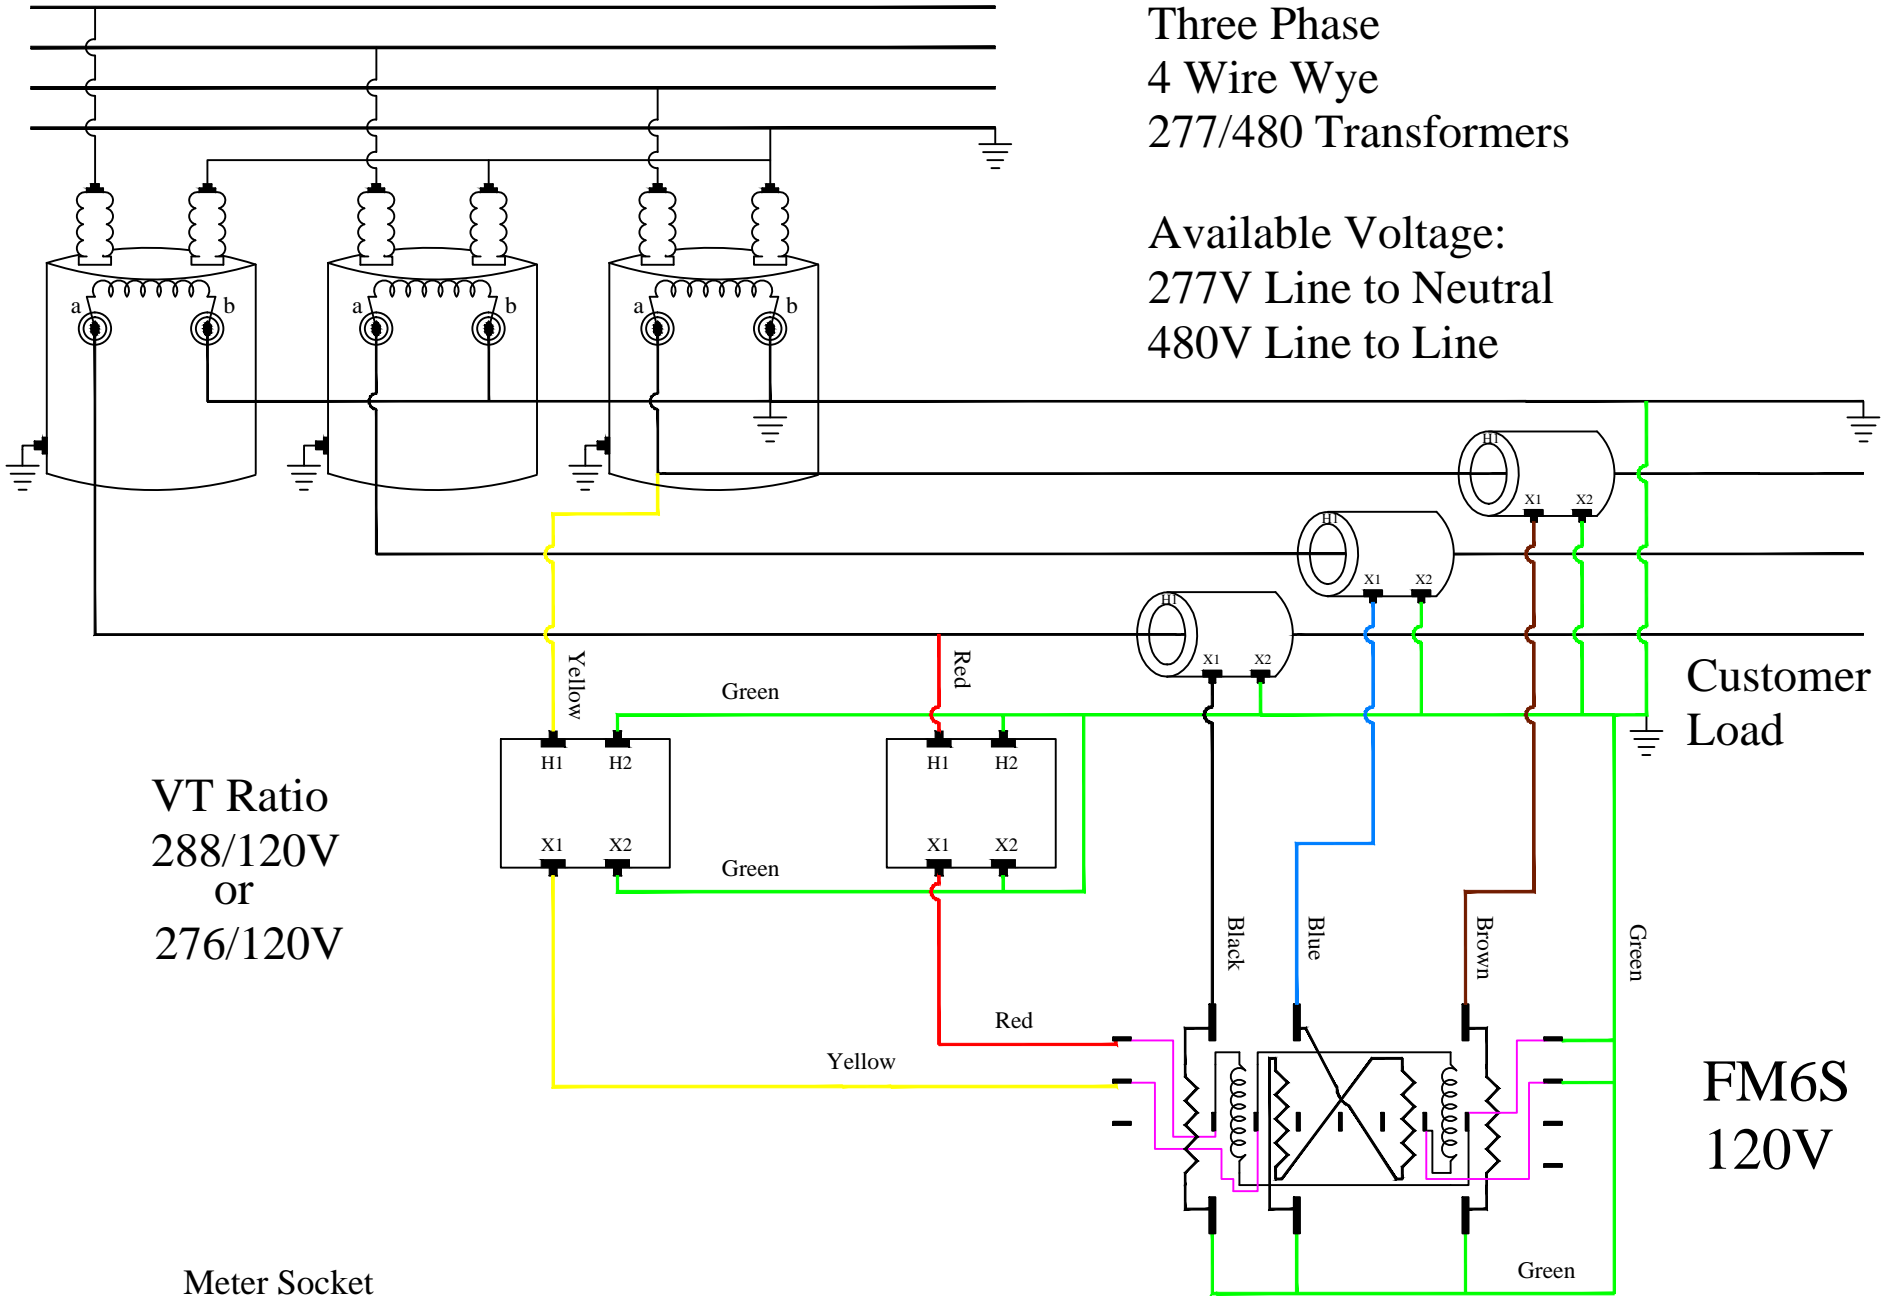 Three Phase
4 Wire Wye
277/480 Transformers
Available Voltage:
277V Line to Neutral
480V Line to Line
a b a b a b
H1
X1 X2
H1
X1 X2
H1
X1 X2
Yellow
Red
Green
Customer
Load
H1 H2 H1 H2
VT Ratio
288/120V
or
276/120V
X1 X2 X1 X2
Green
Black
Blue
Brown
Green
Red
Yellow
FM6S
120V
Green
Meter Socket